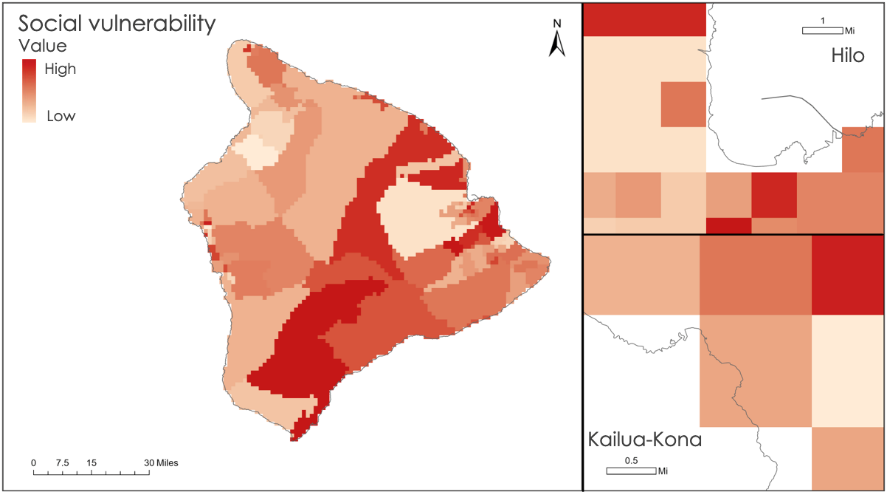 Social vulnerability
Value
High
Low
N
0 7.5 15 30 Miles
1
Mi
Hilo
Kailua-Kona
0.5
Mi